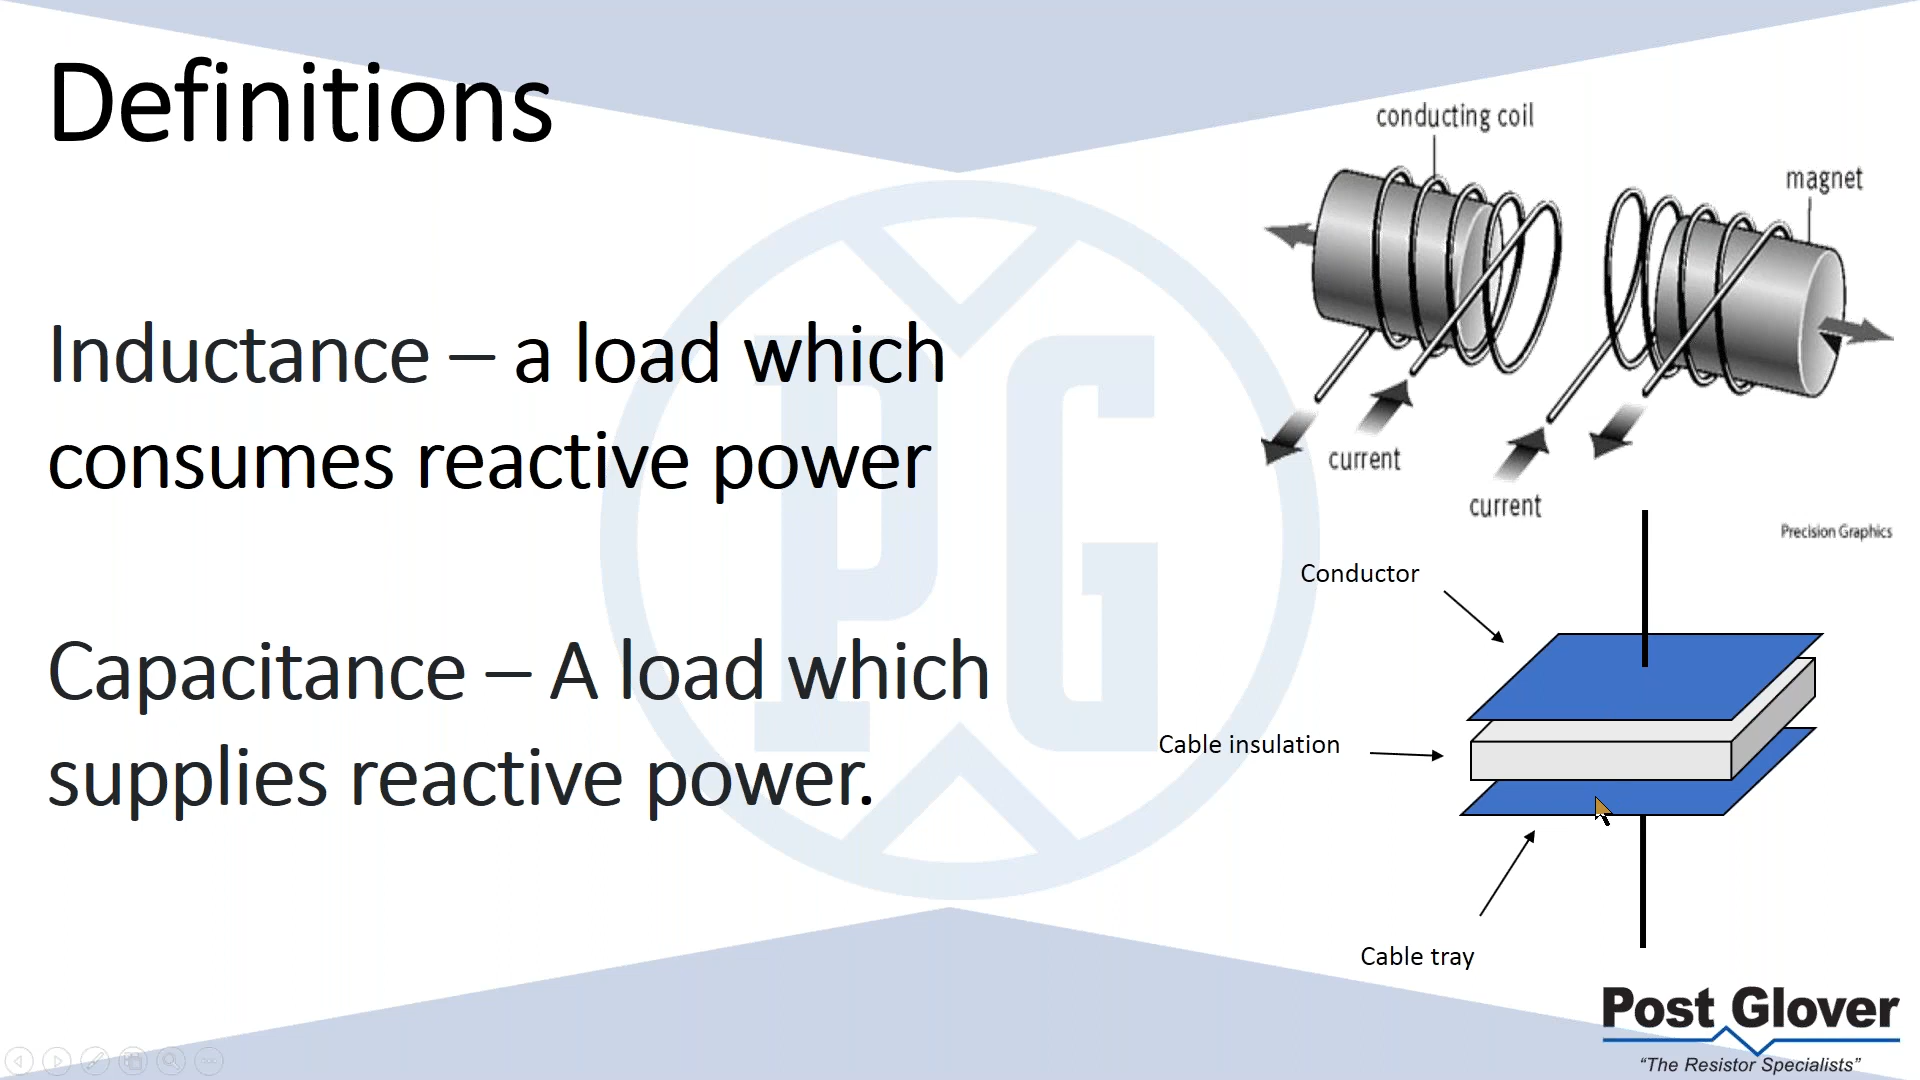 Definitions
Inductance – a load which
consumes reactive power
Capacitance – A load which
supplies reactive power.
conducting coil
magnet
current
current
Precision Graphics
Conductor
Cable insulation
Cable tray
PG
Post Glover
“The Resistor Specialists”